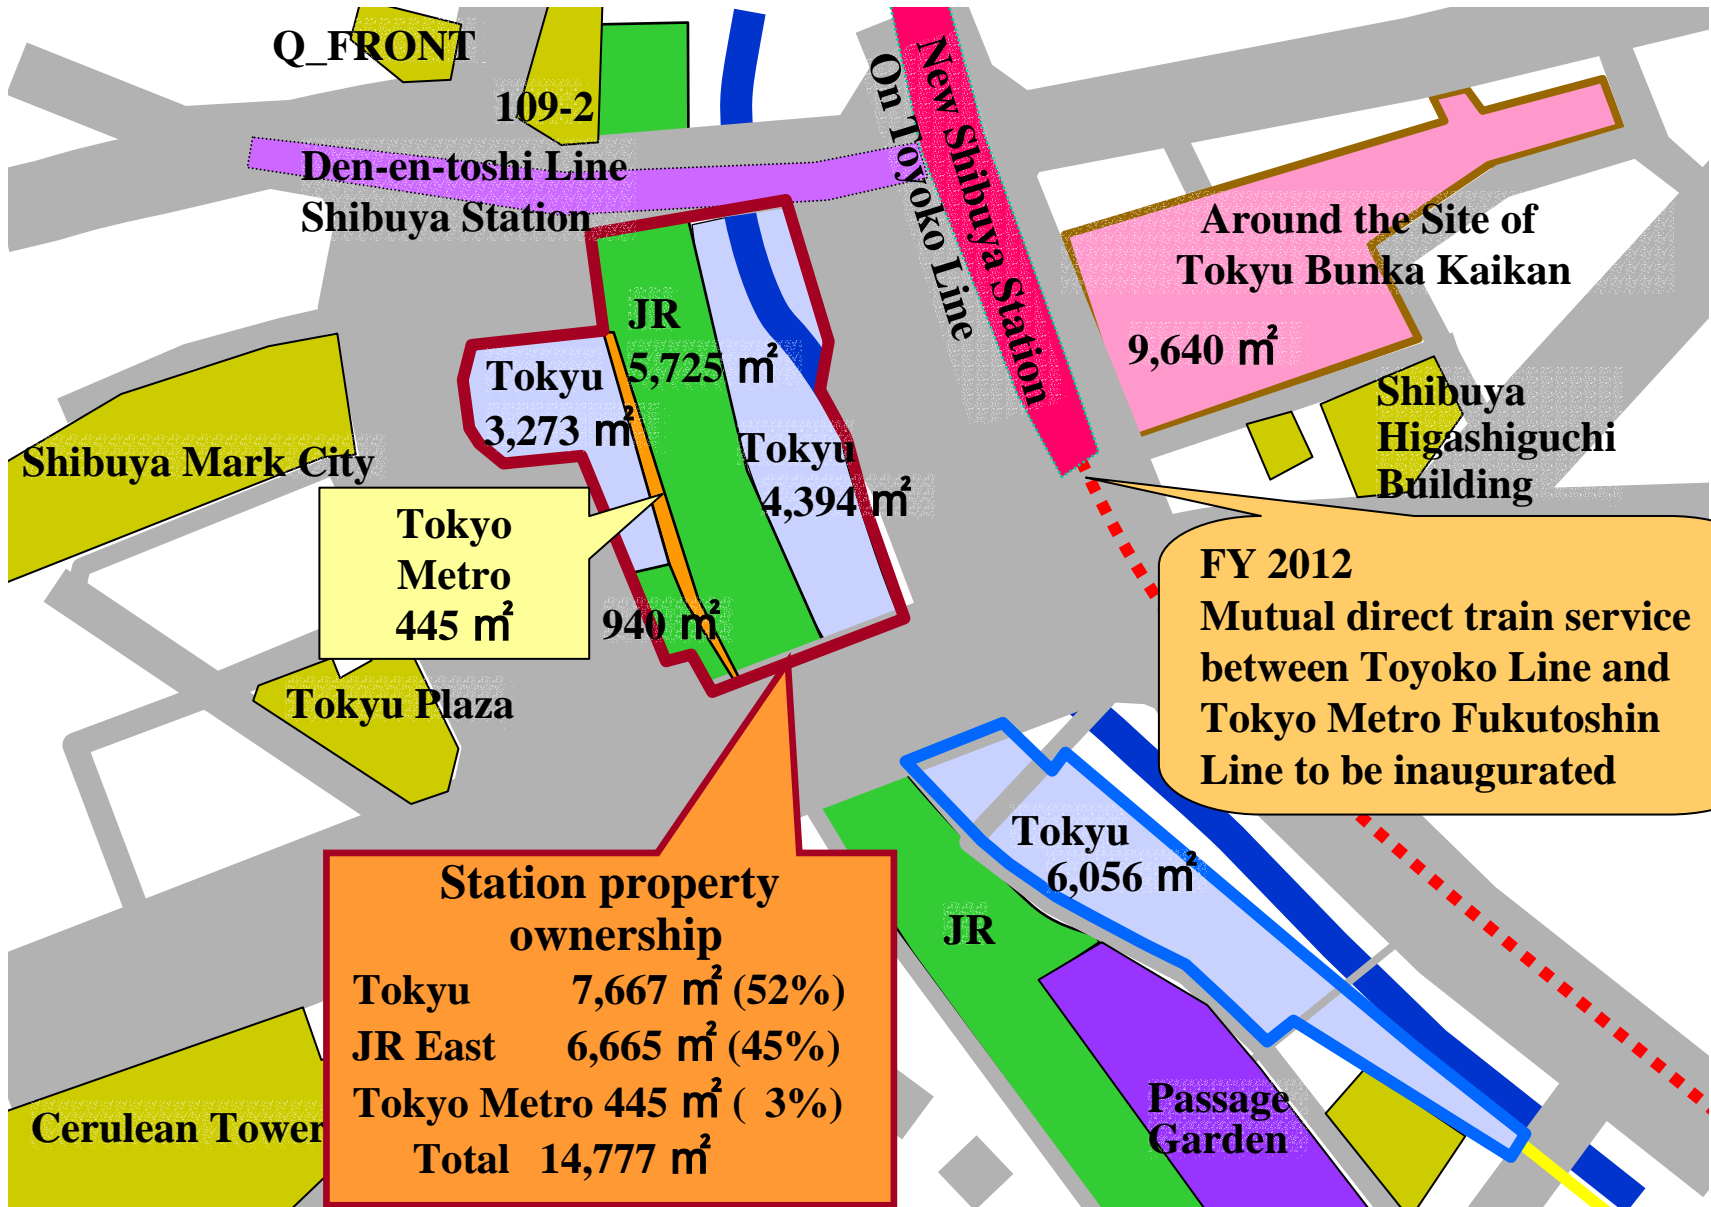 Q_FRONT
109-2
Den-en-toshi Line
Shibuya Station
New Shibuya Station
On Toyoko Line
Around the Site of
Tokyu Bunka Kaikan
9,640 ㎡
JR
5,725 ㎡
Tokyu
3,273 ㎡
Tokyu
4,394 ㎡
Shibuya
Higashiguchi
Building
Shibuya Mark City
Tokyo
Metro
445 ㎡
940 ㎡
FY 2012
Mutual direct train service
between Toyoko Line and
Tokyo Metro Fukutoshin
Line to be inaugurated
Tokyu Plaza
Tokyu
6,056 ㎡
JR
Station property
ownership
Tokyu 7,667 ㎡ (52%)
JR East 6,665 ㎡ (45%)
Tokyo Metro 445 ㎡ ( 3%)
Total 14,777 ㎡
Passage
Garden
Cerulean Tower